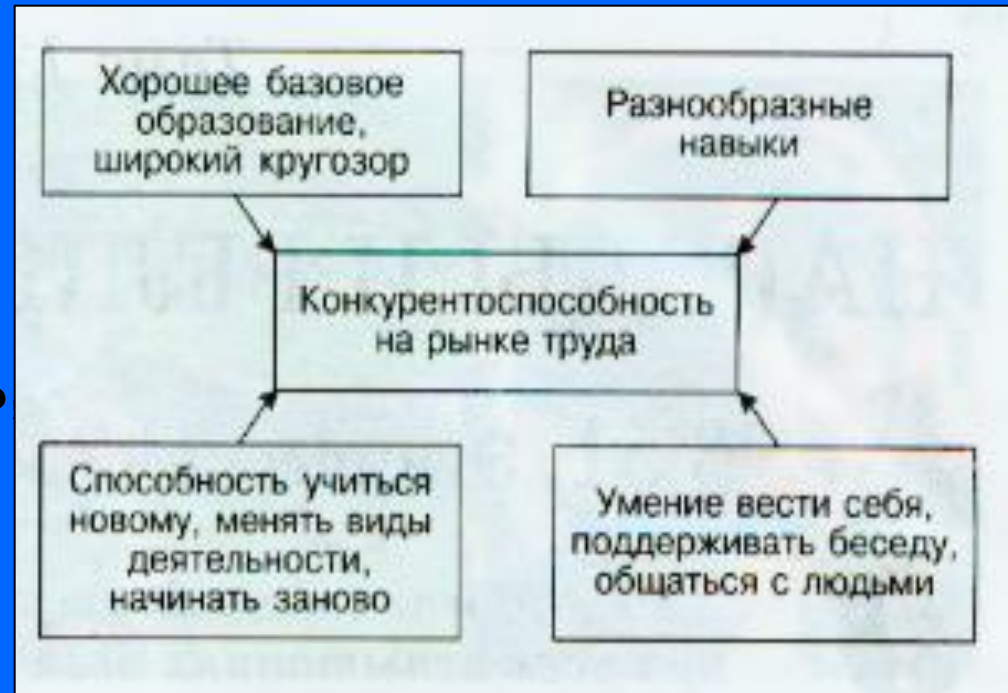 Хорошее базовое
образование,
широкий кругозор
Разнообразные
навыки
Конкурентоспособность
на рынке труда
Способность учиться
новому, менять виды
деятельности,
начинать заново
Умение вести себя,
поддерживать беседу,
общаться с людьми